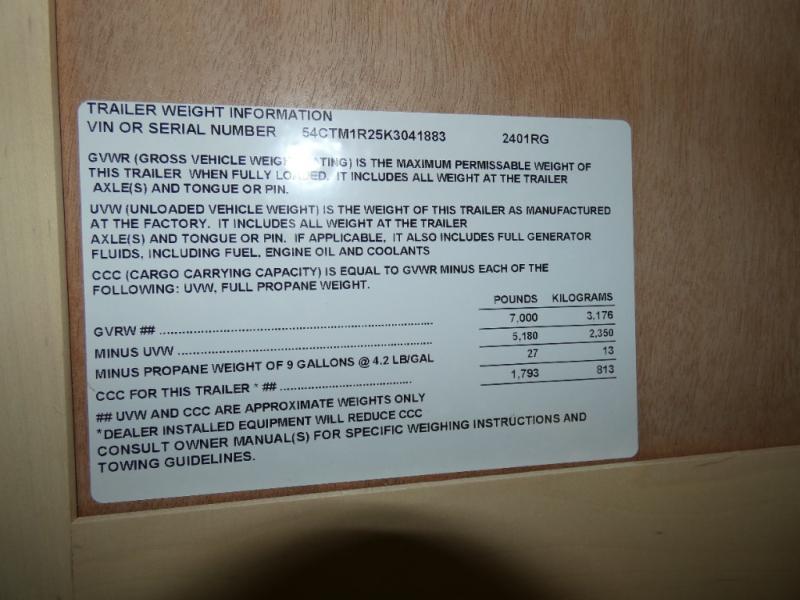 TRAILER WEIGHT INFORMATION
VIN OR SERIAL NUMBER 54CTM1R25K3041883 2401RG
GVWR (GROSS VEHICLE WEIGH ATING) IS THE MAXIMUM PERMISSABLE WEIGHT OF
THIS TRAILER WHEN FULLY LOADED. IT INCLUDES ALL WEIGHT AT THE TRAILER
AXLE(S) AND TONGUE OR PIN.
UVW (UNLOADED VEHICLE WEIGHT) IS THE WEIGHT OF THIS TRAILER AS MANUFACTURED
AT THE FACTORY. IT INCLUDES ALL WEIGHT AT THE TRAILER
AXLE(S) AND TONGUE OR PIN. IF APPLICABLE, IT ALSO INCLUDES FULL GENERATOR
FLUIDS, INCLUDING FUEL, ENGINE OIL AND COOLANTS
CCC (CARGO CARRYING CAPACITY) IS EQUAL TO GVWR MINUS EACH OF THE
FOLLOWING: UVW, FULL PROPANE WEIGHT.
POUNDS KILOGRAMS
GVRW ## ........................................ 7,000 3,176
MINUS UVW ........................................ 5,180 2,350
MINUS PROPANE WEIGHT OF 9 GALLONS @ 4.2 LB/GAL 27 13
CCC FOR THIS TRAILER * ## .............................. 1,793 813
## UVW AND CCC ARE APPROXIMATE WEIGHTS ONLY
*DEALER INSTALLED EQUIPMENT WILL REDUCE CCC
CONSULT OWNER MANUAL(S) FOR SPECIFIC WEIGHING INSTRUCTIONS AND
TOWING GUIDELINES.